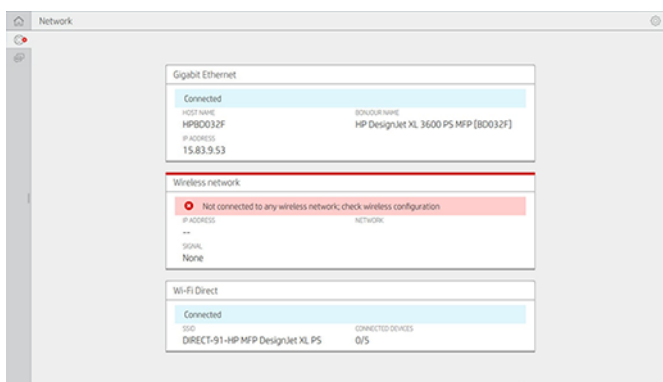 Network
Gigabit Ethernet
Connected
HOST NAME
BONJOUR NAME
HPBD032F
HP DesignJet XL 3600 PS MFP [BD032F]
IP ADDRESS
15.83.9.53
Wireless network
Not connected to any wireless network; check wireless configuration
IP ADDRESS
NETWORK
--
SIGNAL
None
Wi-Fi Direct
Connected
SSID
CONNECTED DEVICES
DIRECT-91-HP MFP DesignJet XL PS
0/5